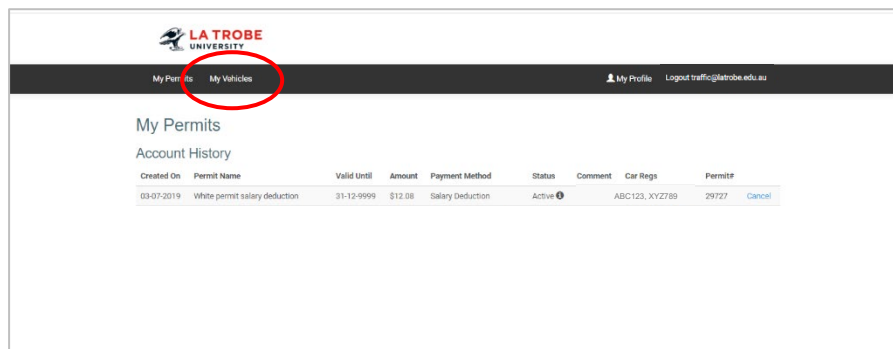 LA TROBE
UNIVERSITY
My Permits My Vehicles My Profile Logout traffic@latrobe.edu.au
My Permits
Account History
Created On Permit Name Valid Until Amount Payment Method Status Comment Car Regs Permit#
03-07-2019 White permit salary deduction 31-12-9999 $12.08 Salary Deduction Active ABC123, XYZ789 29727 Cancel